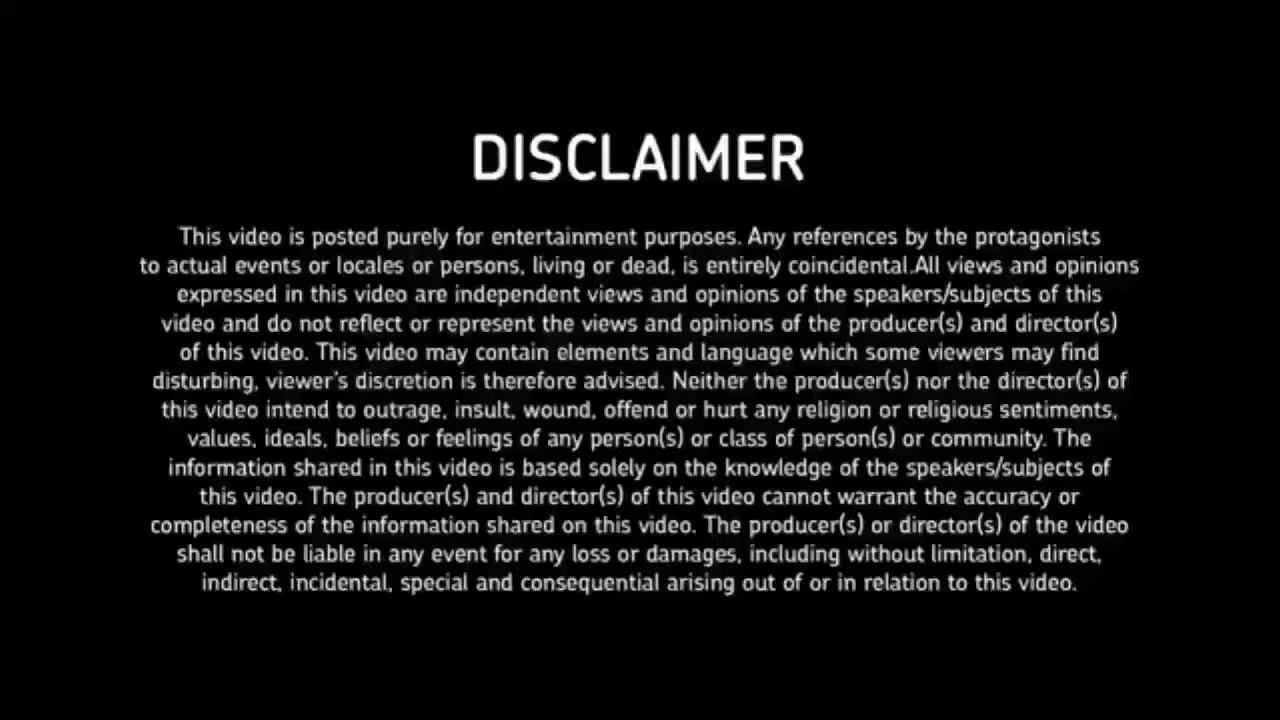 DISCLAIMER
This video is posted purely for entertainment purposes. Any references by the protagonists
to actual events or locales or persons, living or dead, is entirely coincidental.All views and opinions
expressed in this video are independent views and opinions of the speakers/subjects of this
video and do not reflect or represent the views and opinions of the producer(s) and director(s)
of this video. This video may contain elements and language which some viewers may find
disturbing, viewer's discretion is therefore advised. Neither the producer(s) nor the director(s) of
this video intend to outrage, insult, wound, offend or hurt any religion or religious sentiments,
values, ideals, beliefs or feelings of any person(s) or class of person(s) or community. The
information shared in this video is based solely on the knowledge of the speakers/subjects of
this video. The producer(s) and director(s) of this video cannot warrant the accuracy or
completeness of the information shared on this video. The producer(s) or director(s) of the video
shall not be liable in any event for any loss or damages, including without limitation, direct,
indirect, incidental, special and consequential arising out of or in relation to this video.